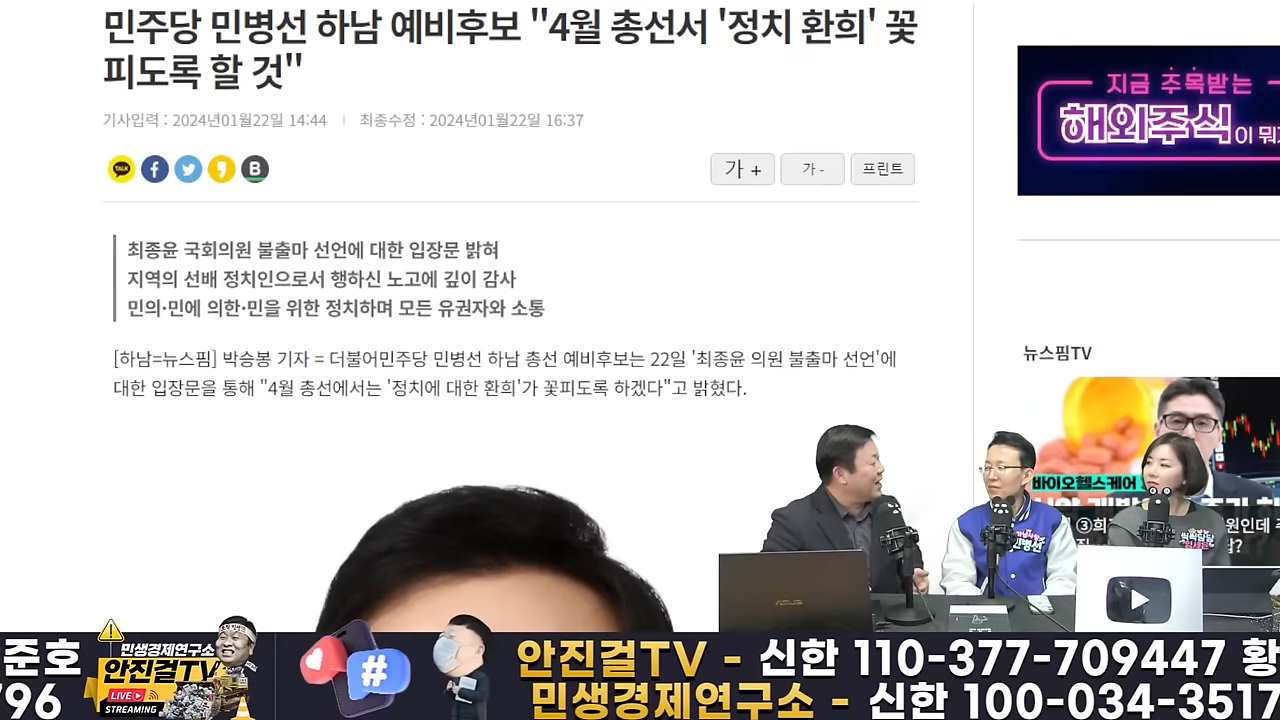 민주당 민병선 하남 예비후보 "4월 총선서 '정치 환희' 꽃
피도록 할 것"
기사입력 : 2024년01월22일 14:44
최종수정 : 2024년01월22일 16:37
TALK
B
가 +
가 -
프린트
최종윤 국회의원 불출마 선언에 대한 입장문 밝혀
지역의 선배 정치인으로서 행하신 노고에 깊이 감사
민의·민에 의한·민을 위한 정치하며 모든 유권자와 소통
[하남=뉴스핌] 박승봉 기자 = 더불어민주당 민병선 하남 총선 예비후보는 22일 '최종윤 의원 불출마 선언'에
대한 입장문을 통해 "4월 총선에서는 '정치에 대한 환희'가 꽃피도록 하겠다"고 밝혔다.
지금 주목받는
해외주식이 뭐
뉴스핌TV
바이오헬스케어
민병선
ASUS
준호
796
민생경제연구소
안진걸TV
LIVE
STREAMING
#
안진걸TV - 신한 110-377-709447 황
민생경제연구소 - 신한 100-034-3517